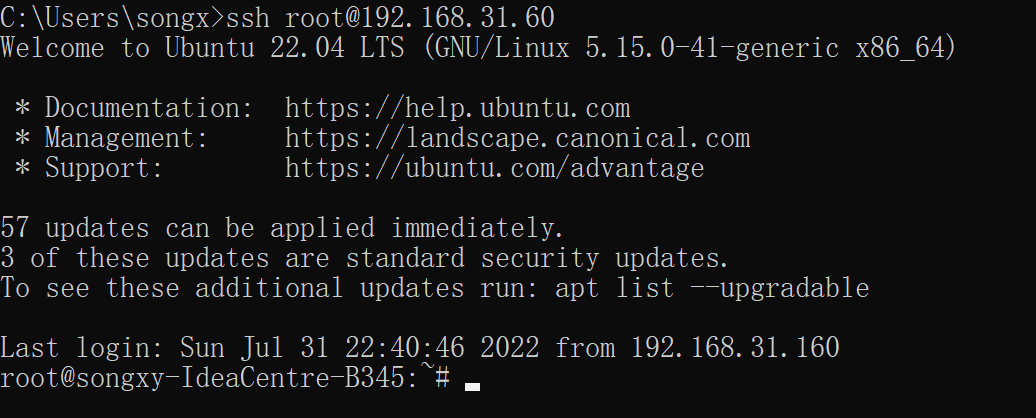 C:\Users\songx>ssh root@192.168.31.60
Welcome to Ubuntu 22.04 LTS (GNU/Linux 5.15.0-41-generic x86_64)
* Documentation:  https://help.ubuntu.com
* Management:     https://landscape.canonical.com
* Support:        https://ubuntu.com/advantage
57 updates can be applied immediately.
3 of these updates are standard security updates.
To see these additional updates run: apt list --upgradable
Last login: Sun Jul 31 22:40:46 2022 from 192.168.31.160
root@songxy-IdeaCentre-B345:~#